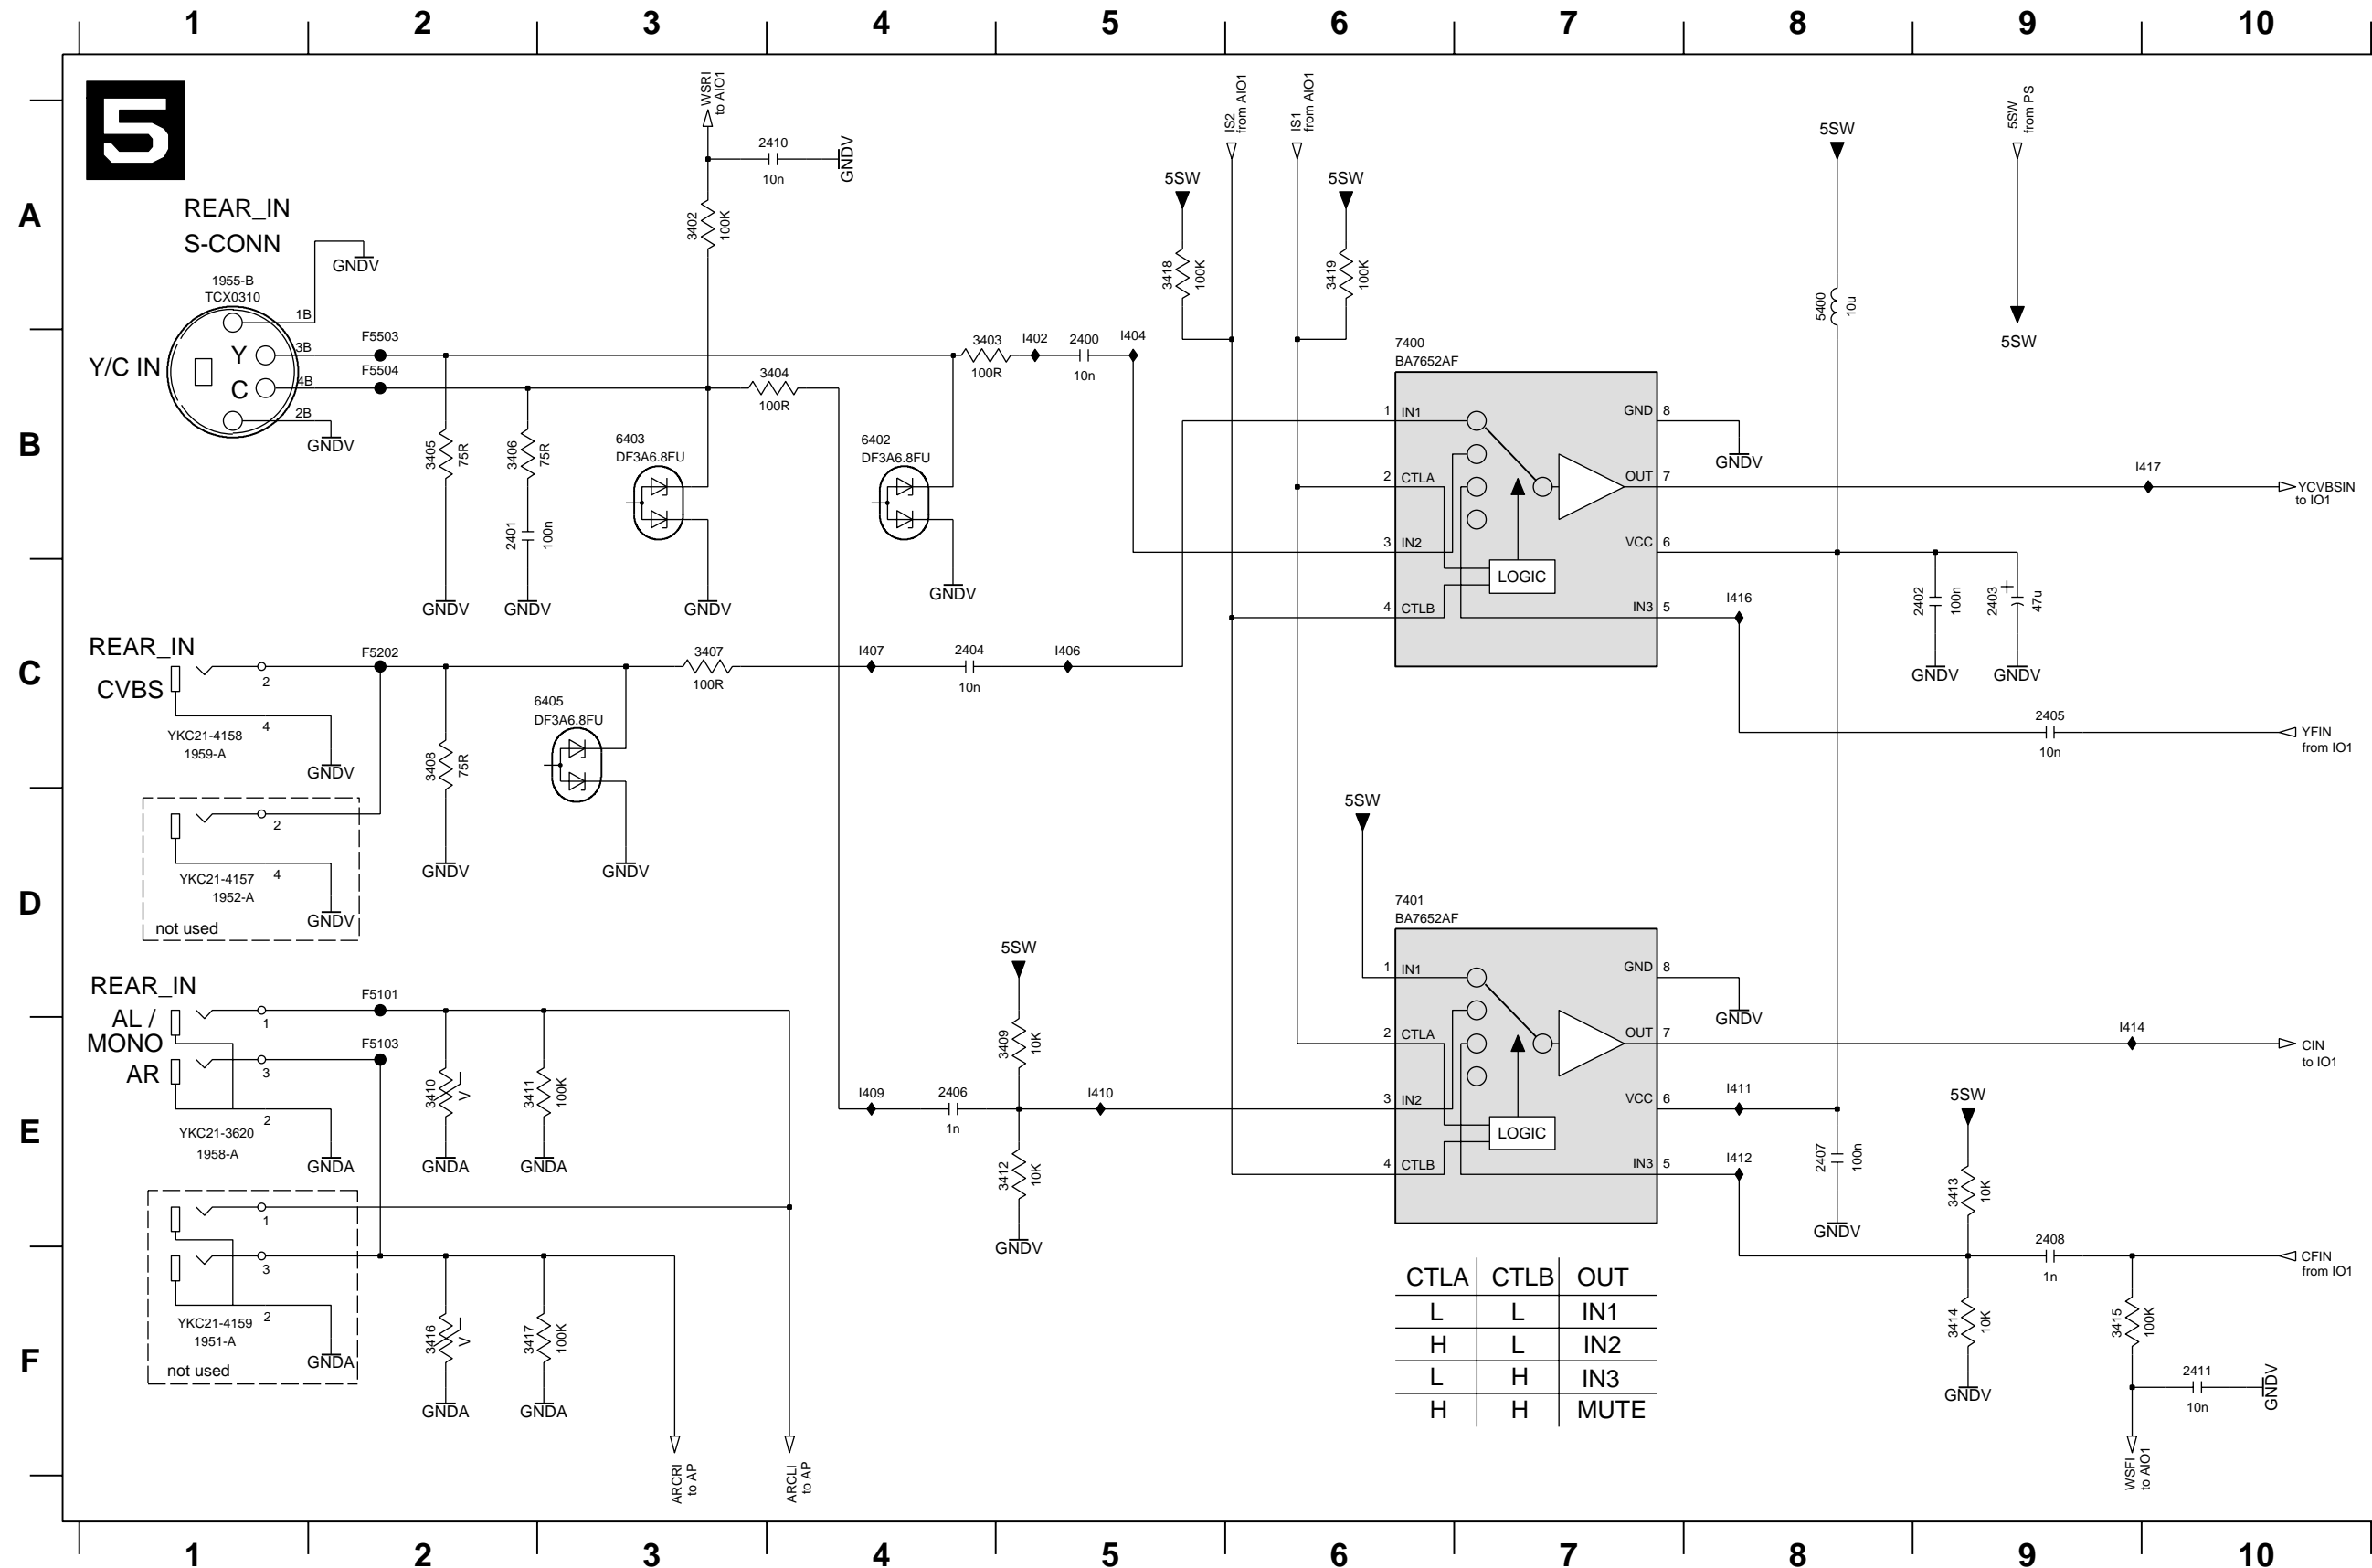 1 2 3 4 5 6 7 8 9 10
5
WSRI
to AIO1
2410
10n
GNDV
IS2
from AIO1
IS1
from AIO1
5SW
5SW
5SW
5SW
from PS
A
REAR_IN
S-CONN
GNDV
3402
100K
3418
100K
3419
100K
5400
10u
5SW
1955-B
TCX0310
1B
Y/C IN
Y
C
3B
4B
2B
GNDV
F5503
F5504
3403
100R
I402
2400
10n
I404
3404
100R
7400
BA7652AF
B
3405
75R
3406
75R
2401
100n
6403
DF3A6.8FU
6402
DF3A6.8FU
1 IN1
2 CTLA
3 IN2
4 CTLB
GND 8
OUT 7
VCC 6
IN3 5
LOGIC
GNDV
I417
YCVBSIN
to IO1
GNDV
GNDV
GNDV
GNDV
I416
2402
100n
2403
+
47u
GNDV
GNDV
C
REAR_IN
CVBS
2
4
YKC21-4158
1959-A
GNDV
F5202
3407
100R
I407
2404
10n
I406
6405
DF3A6.8FU
3408
75R
2405
10n
YFIN
from IO1
D
2
4
YKC21-4157
1952-A
GNDV
not used
GNDV
GNDV
5SW
7401
BA7652AF
5SW
1 IN1
2 CTLA
3 IN2
4 CTLB
GND 8
OUT 7
VCC 6
IN3 5
LOGIC
GNDV
I414
CIN
to IO1
E
REAR_IN
AL /
MONO
AR
1
3
2
YKC21-3620
1958-A
GNDA
F5101
F5103
3410
V
3411
100K
GNDA
GNDA
I409
2406
1n
3409
10K
I410
3412
10K
GNDV
I411
I412
2407
100n
GNDV
5SW
3413
10K
F
1
3
2
YKC21-4159
1951-A
GNDA
not used
3416
V
3417
100K
GNDA
GNDA
ARCRI
to AP
ARCLI
to AP
CTLA CTLB OUT
L L IN1
H L IN2
L H IN3
H H MUTE
2408
1n
CFIN
from IO1
3414
10K
GNDV
3415
100K
2411
10n
GNDV
WSFI
to AIO1
1 2 3 4 5 6 7 8 9 10